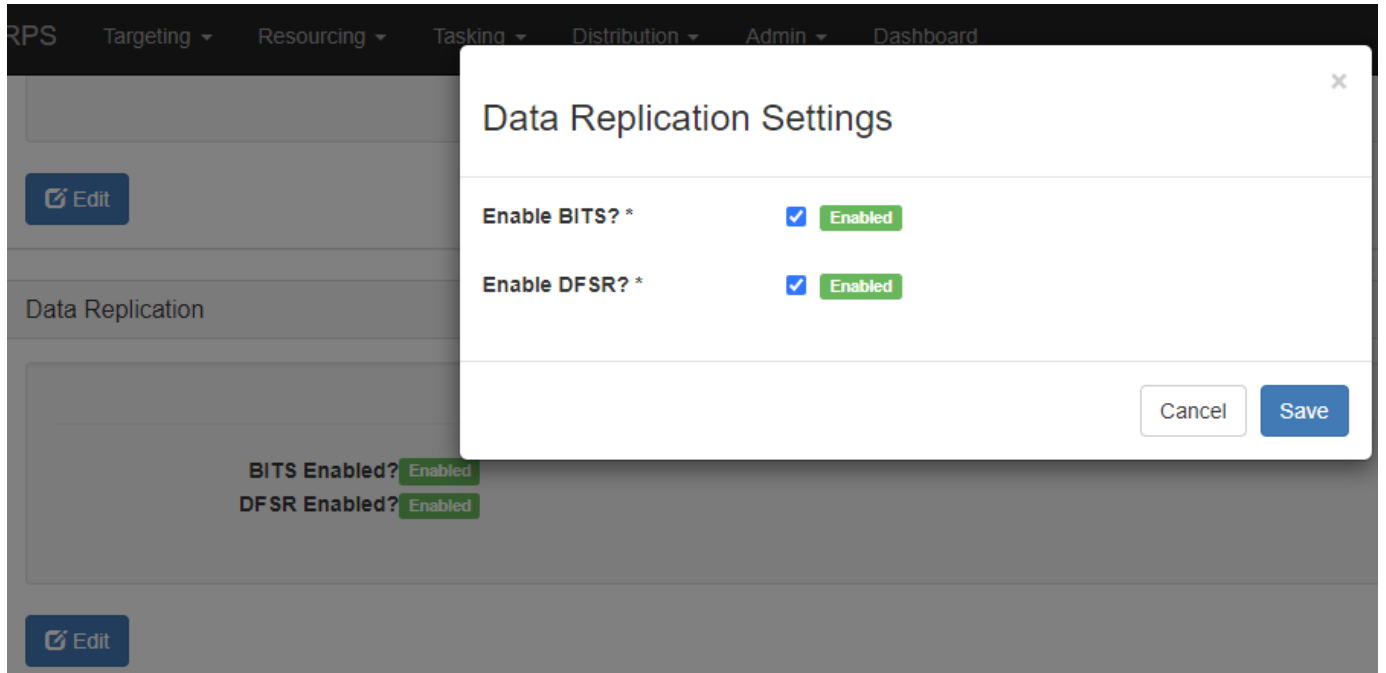 RPS Targeting Resourcing Tasking Distribution Admin Dashboard
×
Data Replication Settings
Edit
Enable BITS? * Enabled
Enable DFSR? * Enabled
Data Replication
Cancel Save
BITS Enabled? Enabled
DFSR Enabled? Enabled
Edit